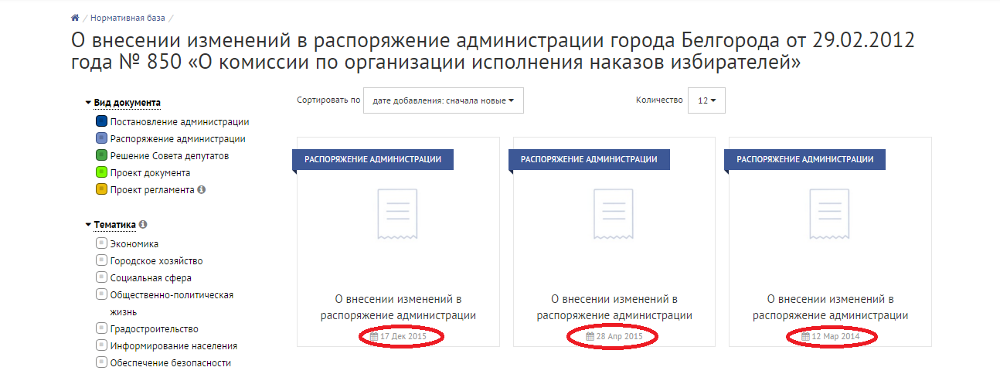 / Нормативная база /
О внесении изменений в распоряжение администрации города Белгорода от 29.02.2012
года № 850 «О комиссии по организации исполнения наказов избирателей»
Вид документа
Постановление администрации
Распоряжение администрации
Решение Совета депутатов
Проект документа
Проект регламента
Тематика
Экономика
Городское хозяйство
Социальная сфера
Общественно-политическая
жизнь
Градостроительство
Информирование населения
Обеспечение безопасности
Сортировать по дате добавления: сначала новые
Количество 12
РАСПОРЯЖЕНИЕ АДМИНИСТРАЦИИ
О внесении изменений в
распоряжение администрации
17 Дек 2015
РАСПОРЯЖЕНИЕ АДМИНИСТРАЦИИ
О внесении изменений в
распоряжение администрации
28 Апр 2015
РАСПОРЯЖЕНИЕ АДМИНИСТРАЦИИ
О внесении изменений в
распоряжение администрации
12 Мар 2014